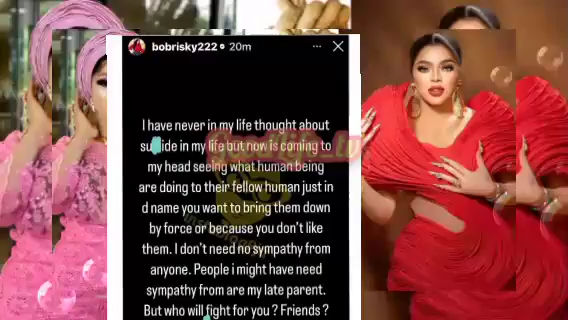 bobrisky222 20m
I have never in my life thought about
su ide in my life but now is coming to
my head seeing what human being
are doing to their fellow human just in
d name you want to bring them down
by force or because you don't like
them. I don't need no sympathy from
anyone. People i might have need
sympathy from are my late parent.
But who will fight for you ? Friends ?